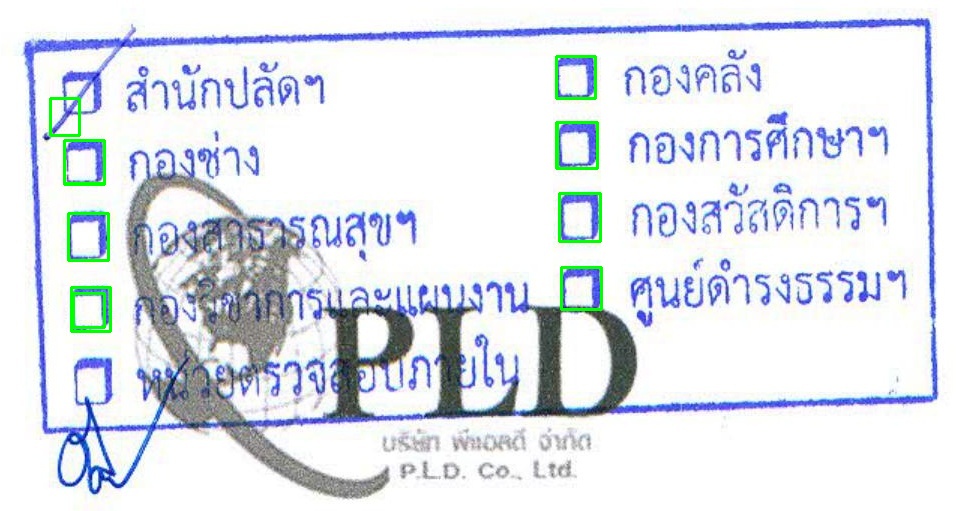 สำนักปลัดฯ
กองคลัง
กองช่าง
กองการศึกษาฯ
กองสาธารณสุขฯ
กองสวัสดิการฯ
กองวิชาการและแผนงาน
ศูนย์ดำรงธรรมฯ
หน่วยตรวจสอบภายใน
PLD
บริษัท พีแอลดี จำกัด
P.L.D. Co., Ltd.